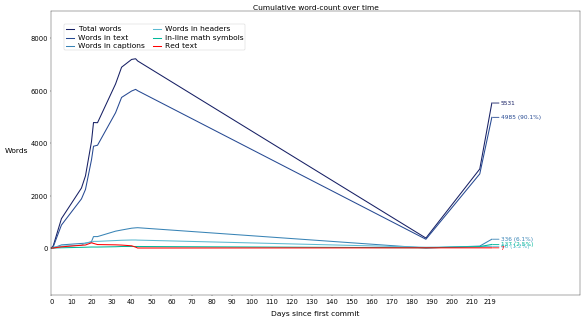 Cumulative word-count over time
Total words
Words in text
Words in captions
Words in headers
In-line math symbols
Red text
8000
6000
4000
2000
0
Words
5531
4985 (90.1%)
336 (6.1%)
0 10 20 30 40 50 60 70 80 90 100 110 120 130 140 150 160 170 180 190 200 210 219
Days since first commit